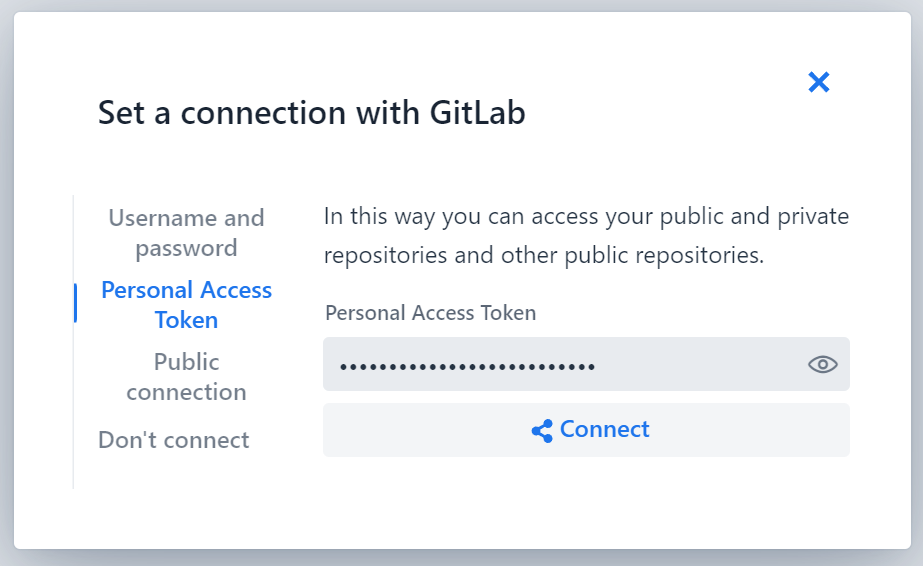 Set a connection with GitLab
Username and
password
Personal Access
Token
Public
connection
Don't connect
In this way you can access your public and private
repositories and other public repositories.
Personal Access Token
••••••••••••••••••••••••••
Connect